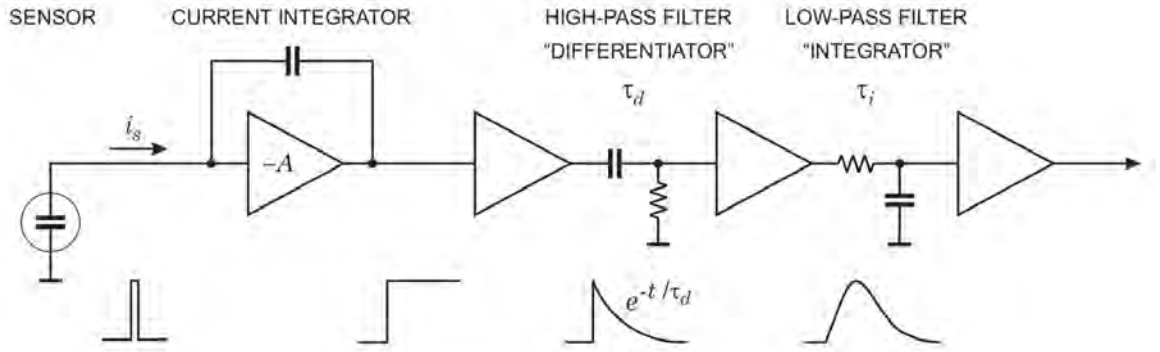 SENSOR
CURRENT INTEGRATOR
HIGH-PASS FILTER
"DIFFERENTIATOR"
τd
LOW-PASS FILTER
"INTEGRATOR"
τi
is
–A
e-t /τd